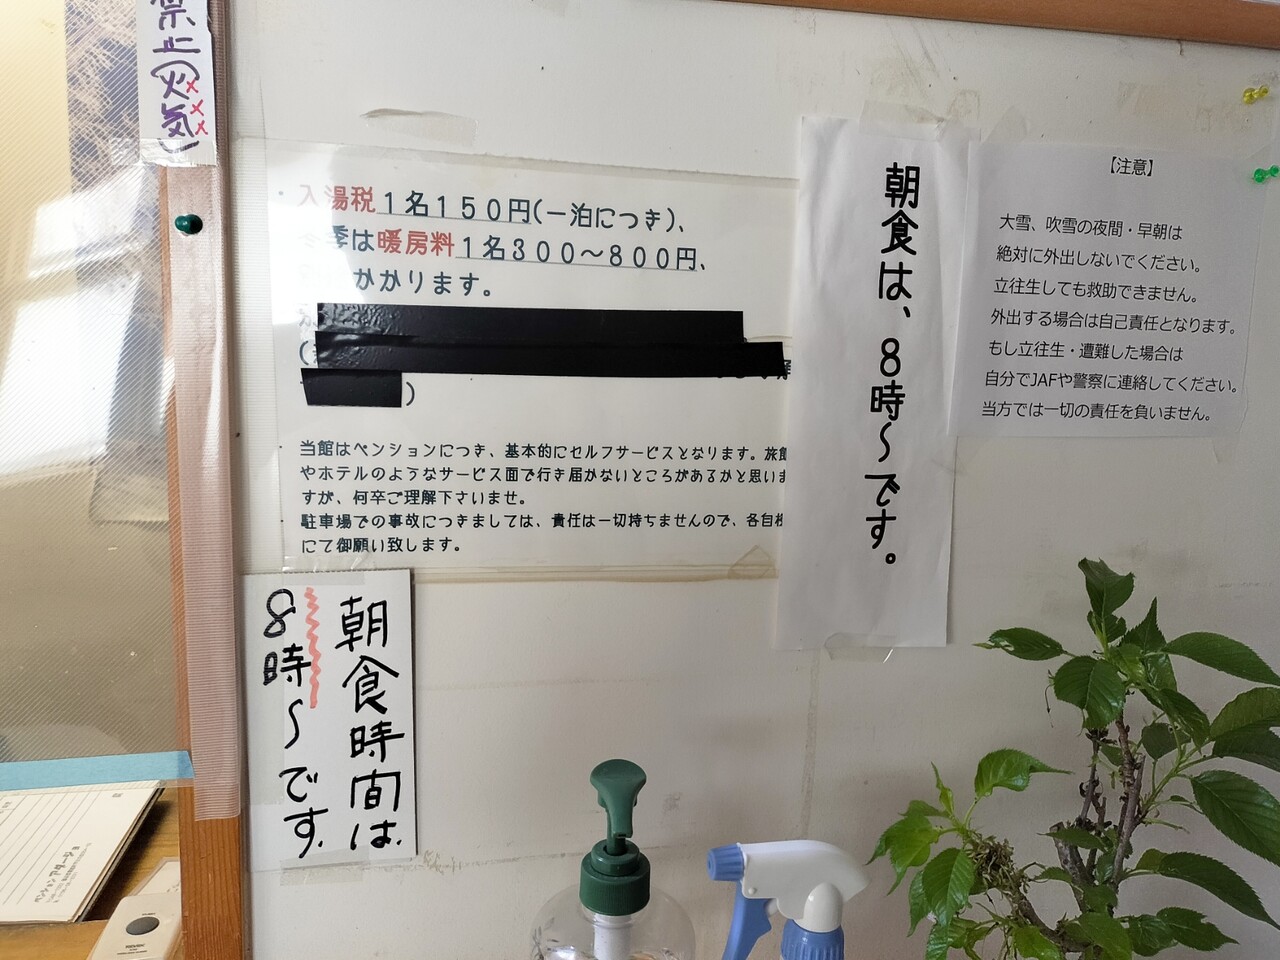 禁止(火気)
・入湯税１名１５０円(一泊につき)、
冬季は暖房料１名３００～８００円、
かかります。
)
・当館はペンションにつき、基本的にセルフサービスとなります。旅館
やホテルのようなサービス面で行き届かないところがあるかと思いま
すが、何卒ご理解下さいませ。
・駐車場での事故につきましては、責任は一切持ちませんので、各自様
にて御願い致します。
朝食時間は
8時～です.
朝食は、8時～です。
【注意】
大雪、吹雪の夜間・早朝は
絶対に外出しないでください。
立往生しても救助できません。
外出する場合は自己責任となります。
もし立往生・遭難した場合は
自分でJAFや警察に連絡してください。
当方では一切の責任を負いません。